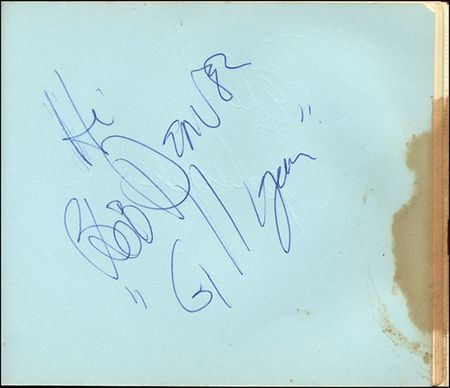 Hi
Bob Denver
"Gilligan"